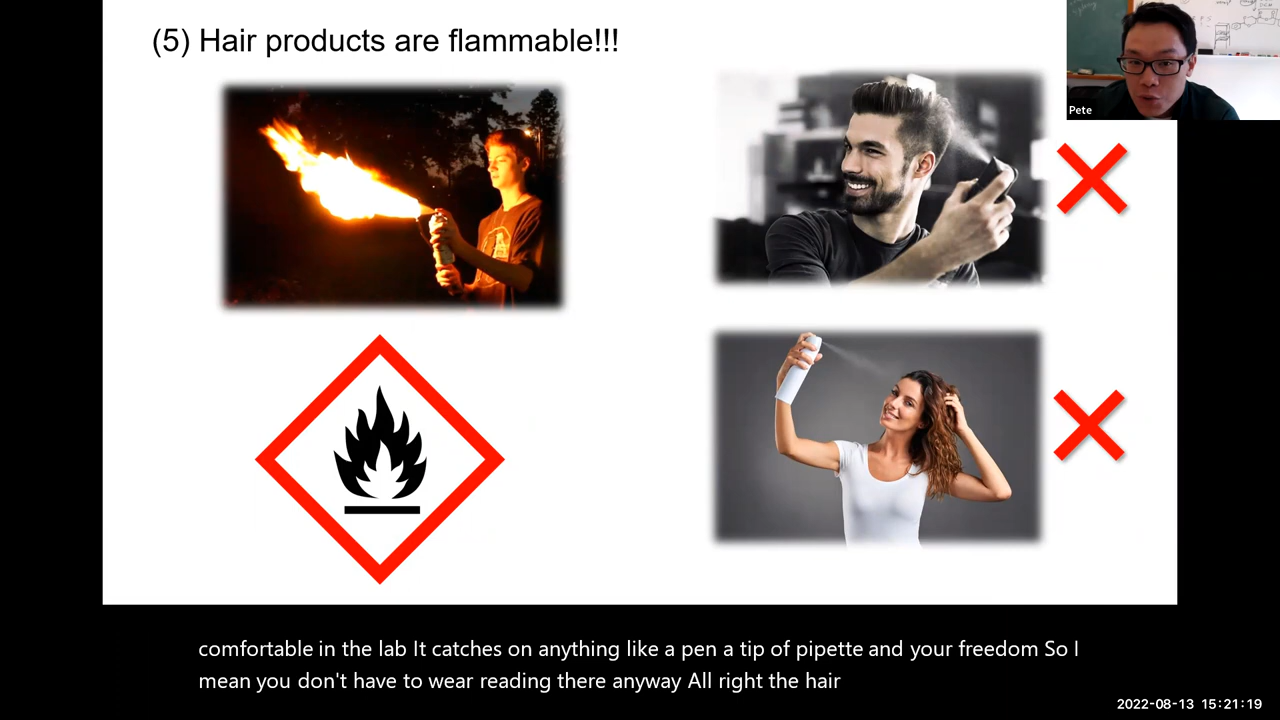 (5) Hair products are flammable!!!
Pete
comfortable in the lab It catches on anything like a pen a tip of pipette and your freedom So I
mean you don't have to wear reading there anyway All right the hair
2022-08-13 15:21:19